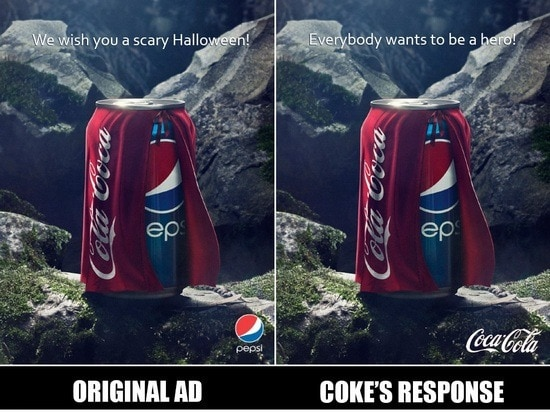 We wish you a scary Halloween!
Cola Coca
eps
pepsi
ORIGINAL AD
Everybody wants to be a hero!
Cola Coca
eps
Coca-Cola
COKE'S RESPONSE